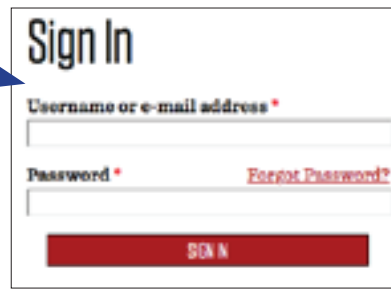 Sign In
Username or e-mail address *
Password * Forgot Password?
SIGN IN